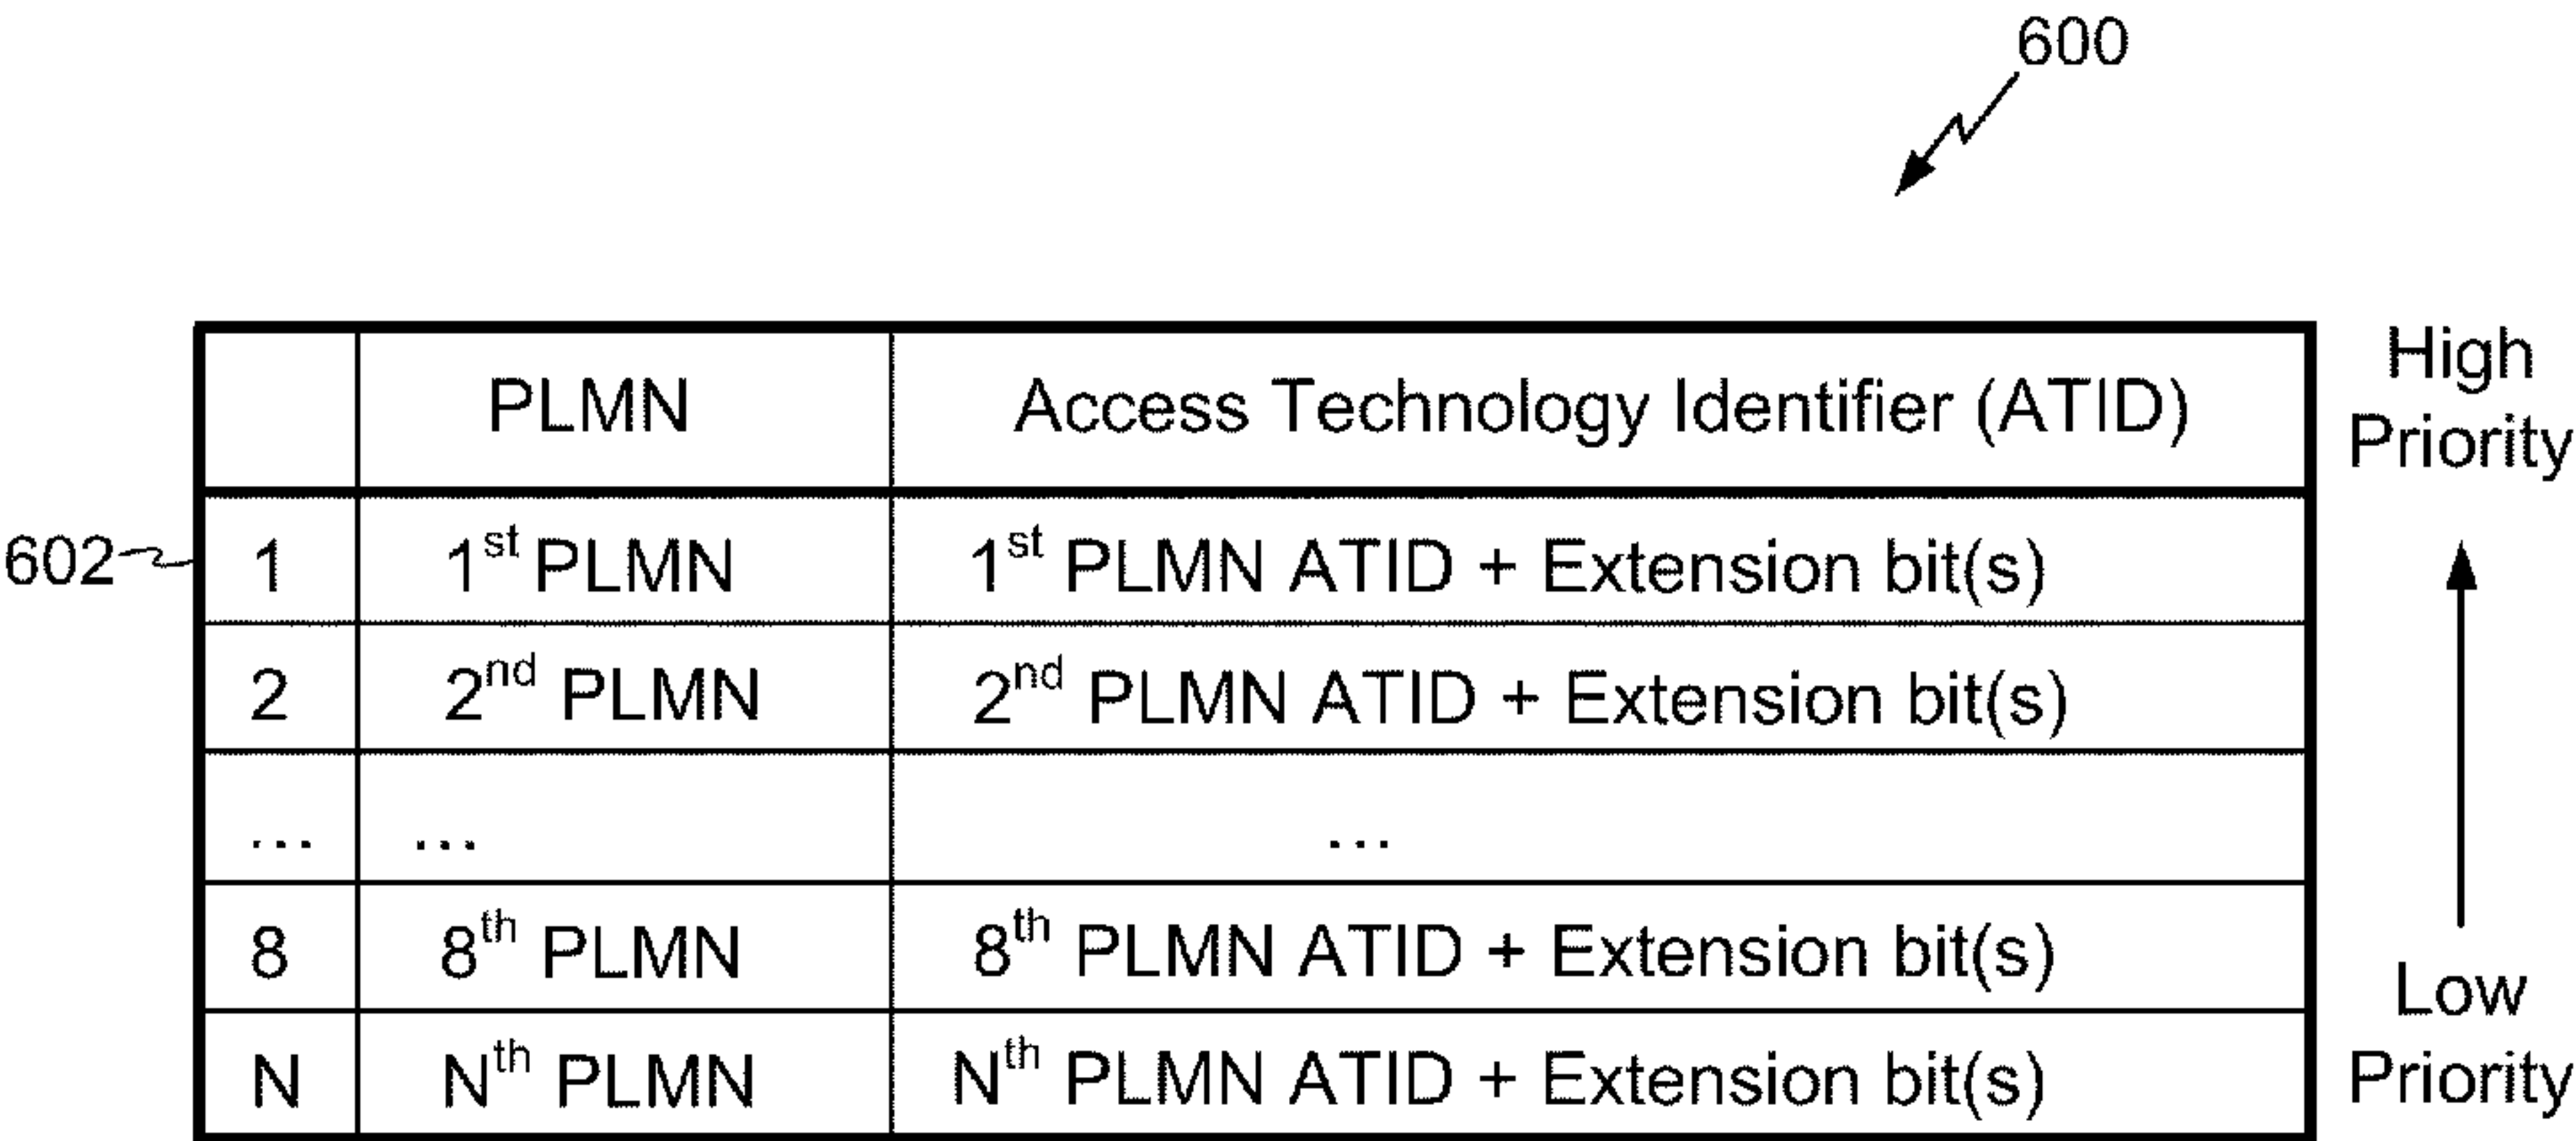 600
PLMN Access Technology Identifier (ATID)
High
Priority
602 1 1st PLMN 1st PLMN ATID + Extension bit(s)
2 2nd PLMN 2nd PLMN ATID + Extension bit(s)
... ... ...
8 8th PLMN 8th PLMN ATID + Extension bit(s)
N Nth PLMN Nth PLMN ATID + Extension bit(s)
Low
Priority